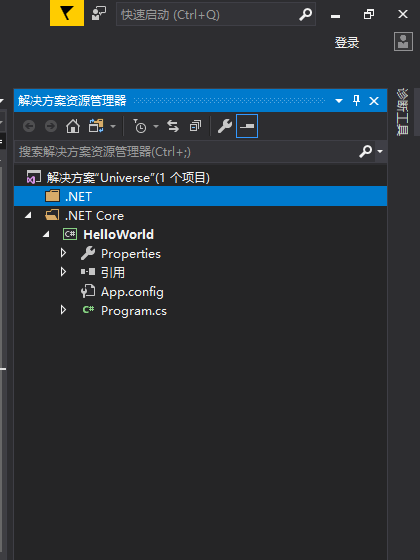 快速启动 (Ctrl+Q)
登录
解决方案资源管理器
诊断工具
搜索解决方案资源管理器(Ctrl+;)
解决方案"Universe"(1 个项目)
.NET
.NET Core
HelloWorld
Properties
引用
App.config
Program.cs